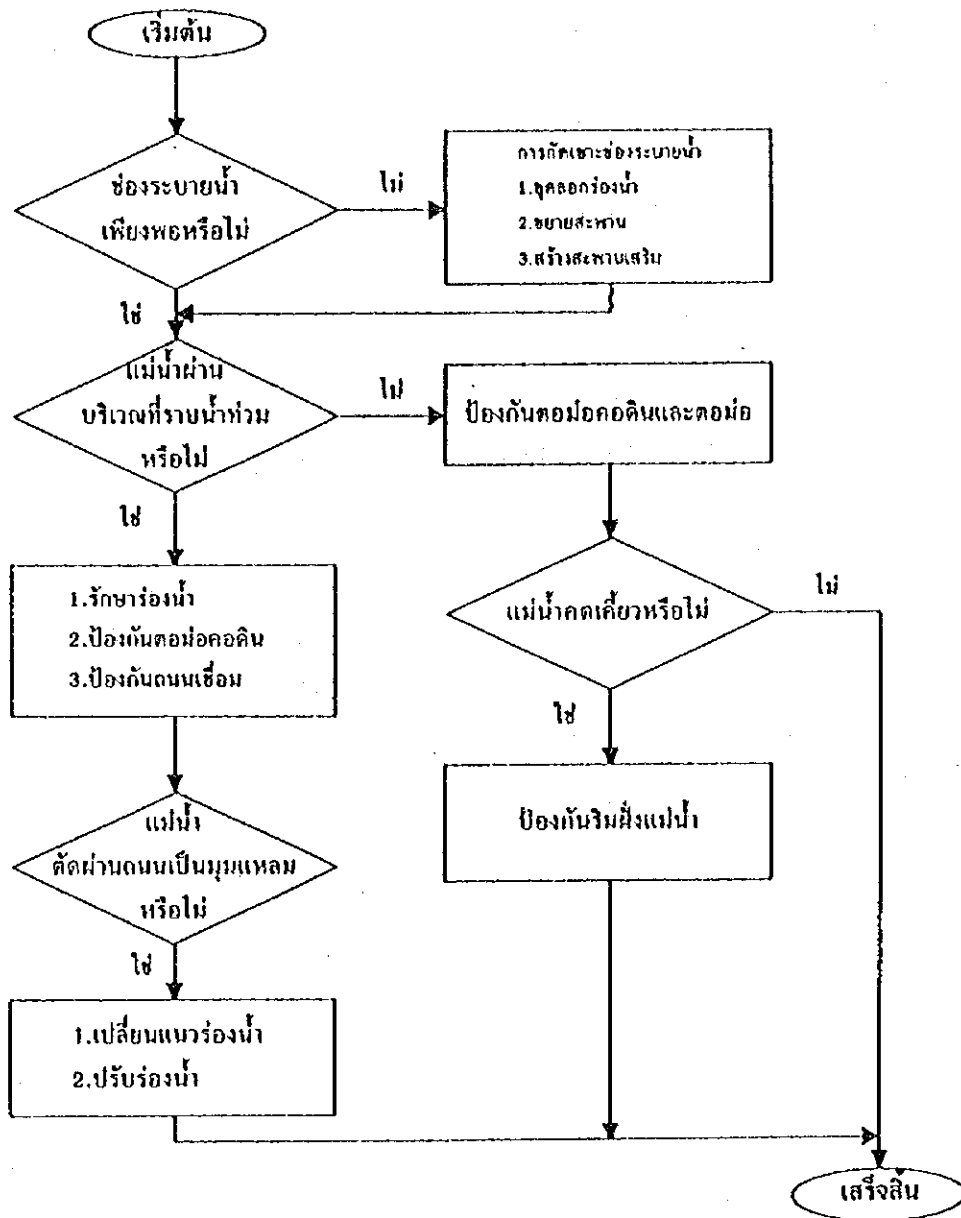 เริ่มต้น
ช่องระบายน้ำ
เพียงพอหรือไม่
ไม่
การกัดเซาะช่องระบายน้ำ
1.ขุดลอกร่องน้ำ
2.ขยายสะพาน
3.สร้างสะพานเสริม
ใช่
แม่น้ำผ่าน
บริเวณที่ราบน้ำท่วม
หรือไม่
ไม่
ป้องกันตอม่อคอดินและตอม่อ
ใช่
1.รักษาร่องน้ำ
2.ป้องกันตอม่อคอดิน
3.ป้องกันถนนเชื่อม
แม่น้ำคดเคี้ยวหรือไม่
ไม่
ใช่
ป้องกันริมฝั่งแม่น้ำ
แม่น้ำ
ตัดผ่านถนนเป็นมุมแหลม
หรือไม่
ใช่
1.เปลี่ยนแนวร่องน้ำ
2.ปรับร่องน้ำ
เสร็จสิ้น